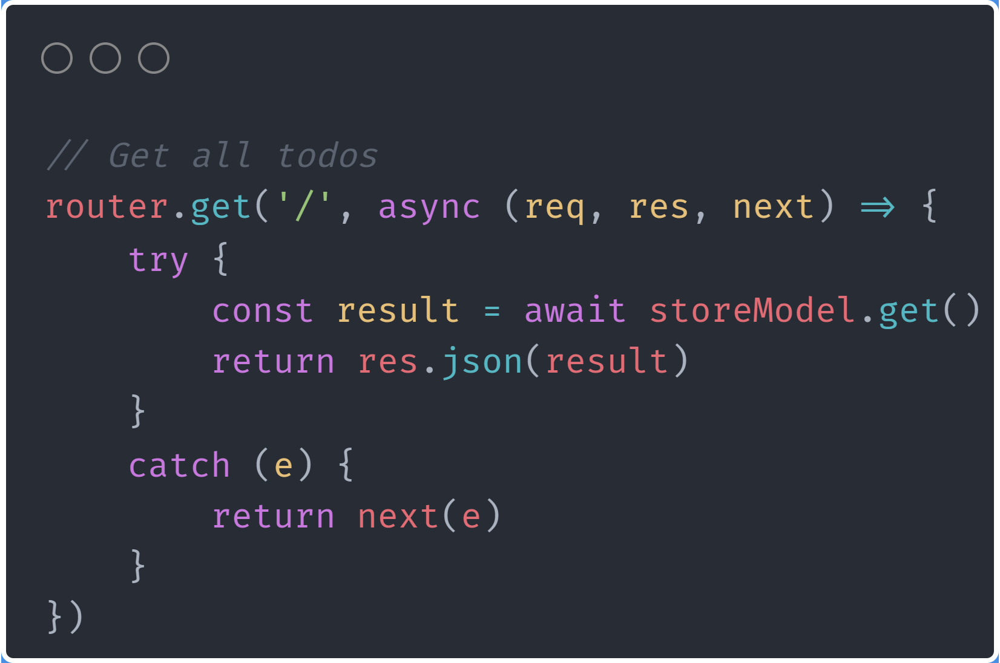 // Get all todos
router.get('/', async (req, res, next) => {
    try {
        const result = await storeModel.get()
        return res.json(result)
    }
    catch (e) {
        return next(e)
    }
})